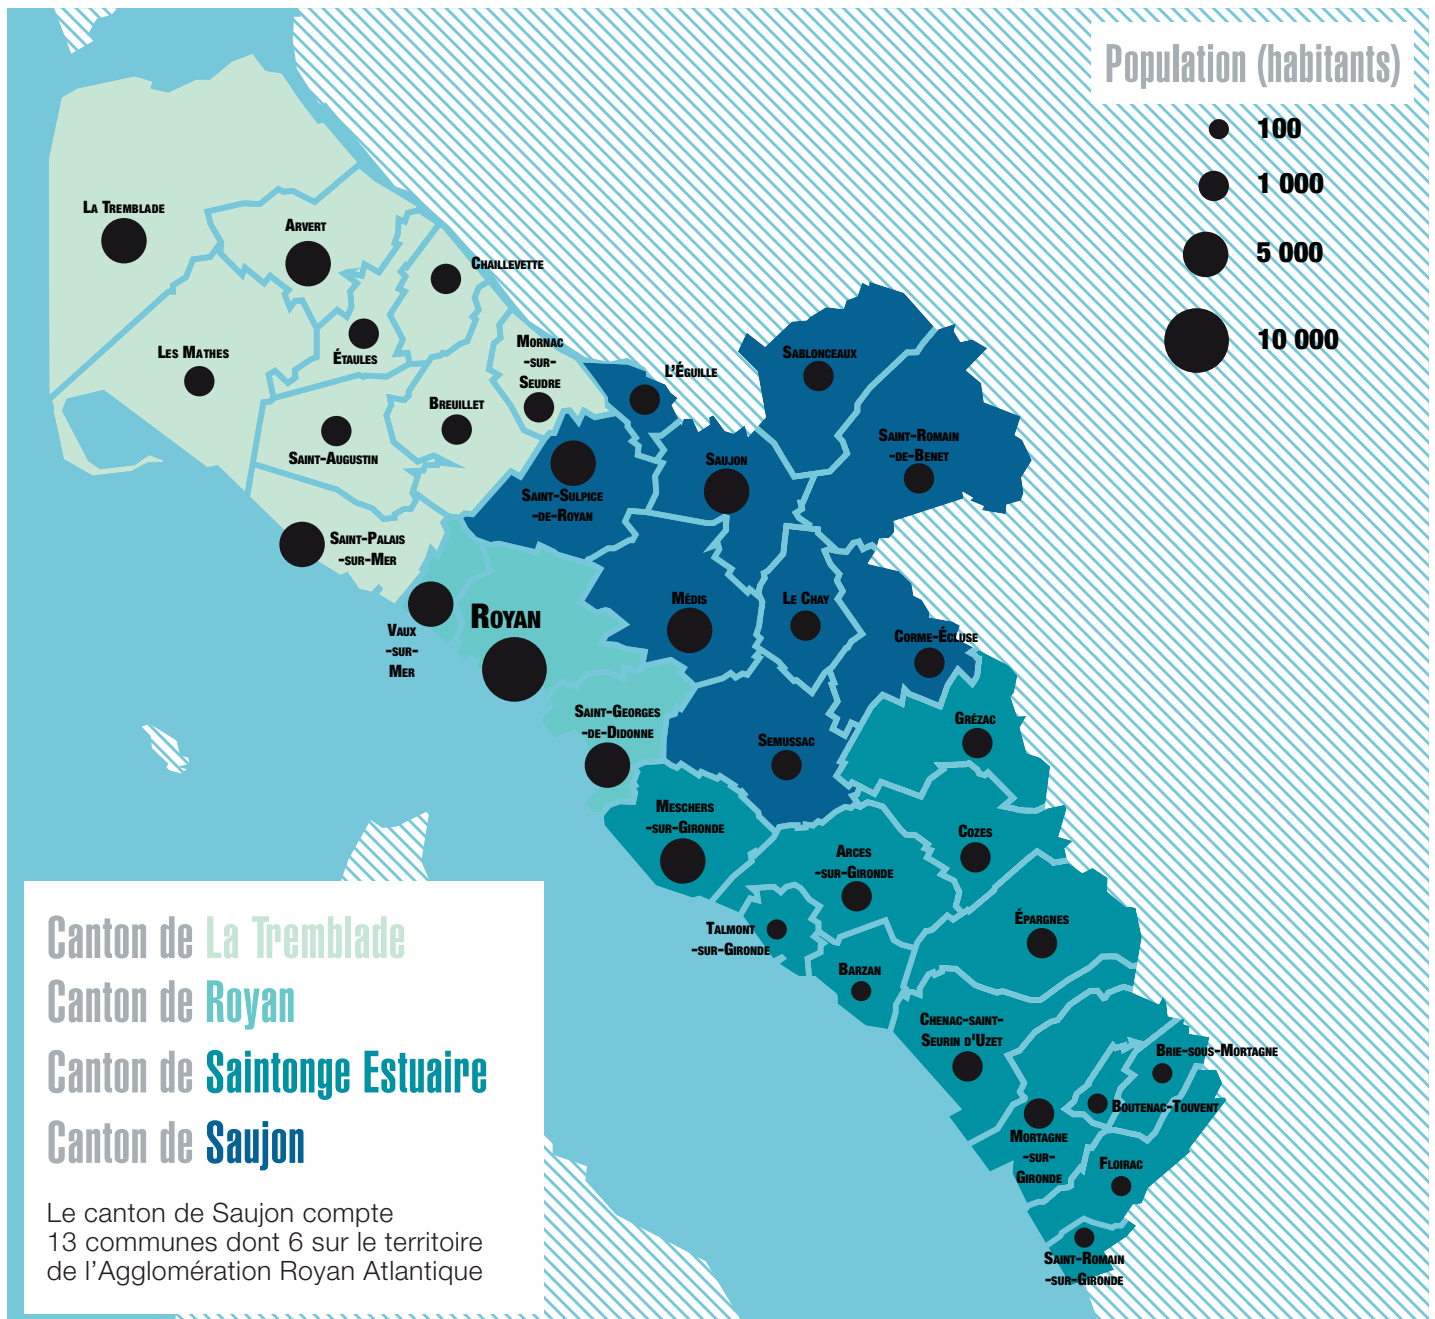 Population (habitants)
100
1 000
5 000
10 000
La Tremblade
Arvert
Chaillevette
Les Mathes
Étaules
Mornac
-sur-
Seudre
L'Éguille
Sablonceaux
Breuillet
Saint-Augustin
Saint-Romain
-de-Benet
Saujon
Saint-Sulpice
-de-Royan
Saint-Palais
-sur-Mer
Médis
Le Chay
Royan
Vaux
-sur-
Mer
Corme-Écluse
Saint-Georges
-de-Didonne
Grézac
Semussac
Meschers
-sur-Gironde
Cozes
Arces
-sur-Gironde
Épargnes
Talmont
-sur-Gironde
Barzan
Chenac-saint-
Seurin d'Uzet
Brie-sous-Mortagne
Boutenac-Touvent
Mortagne
-sur-
Gironde
Floirac
Saint-Romain
-sur-Gironde
Canton de La Tremblade
Canton de Royan
Canton de Saintonge Estuaire
Canton de Saujon
Le canton de Saujon compte
13 communes dont 6 sur le territoire
de l'Agglomération Royan Atlantique